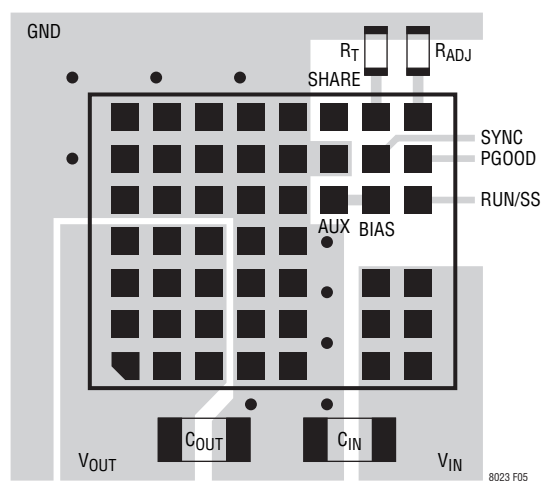 GND
RT
RADJ
SHARE
SYNC
PGOOD
RUN/SS
AUX
BIAS
COUT
CIN
VOUT
VIN
8023 F05